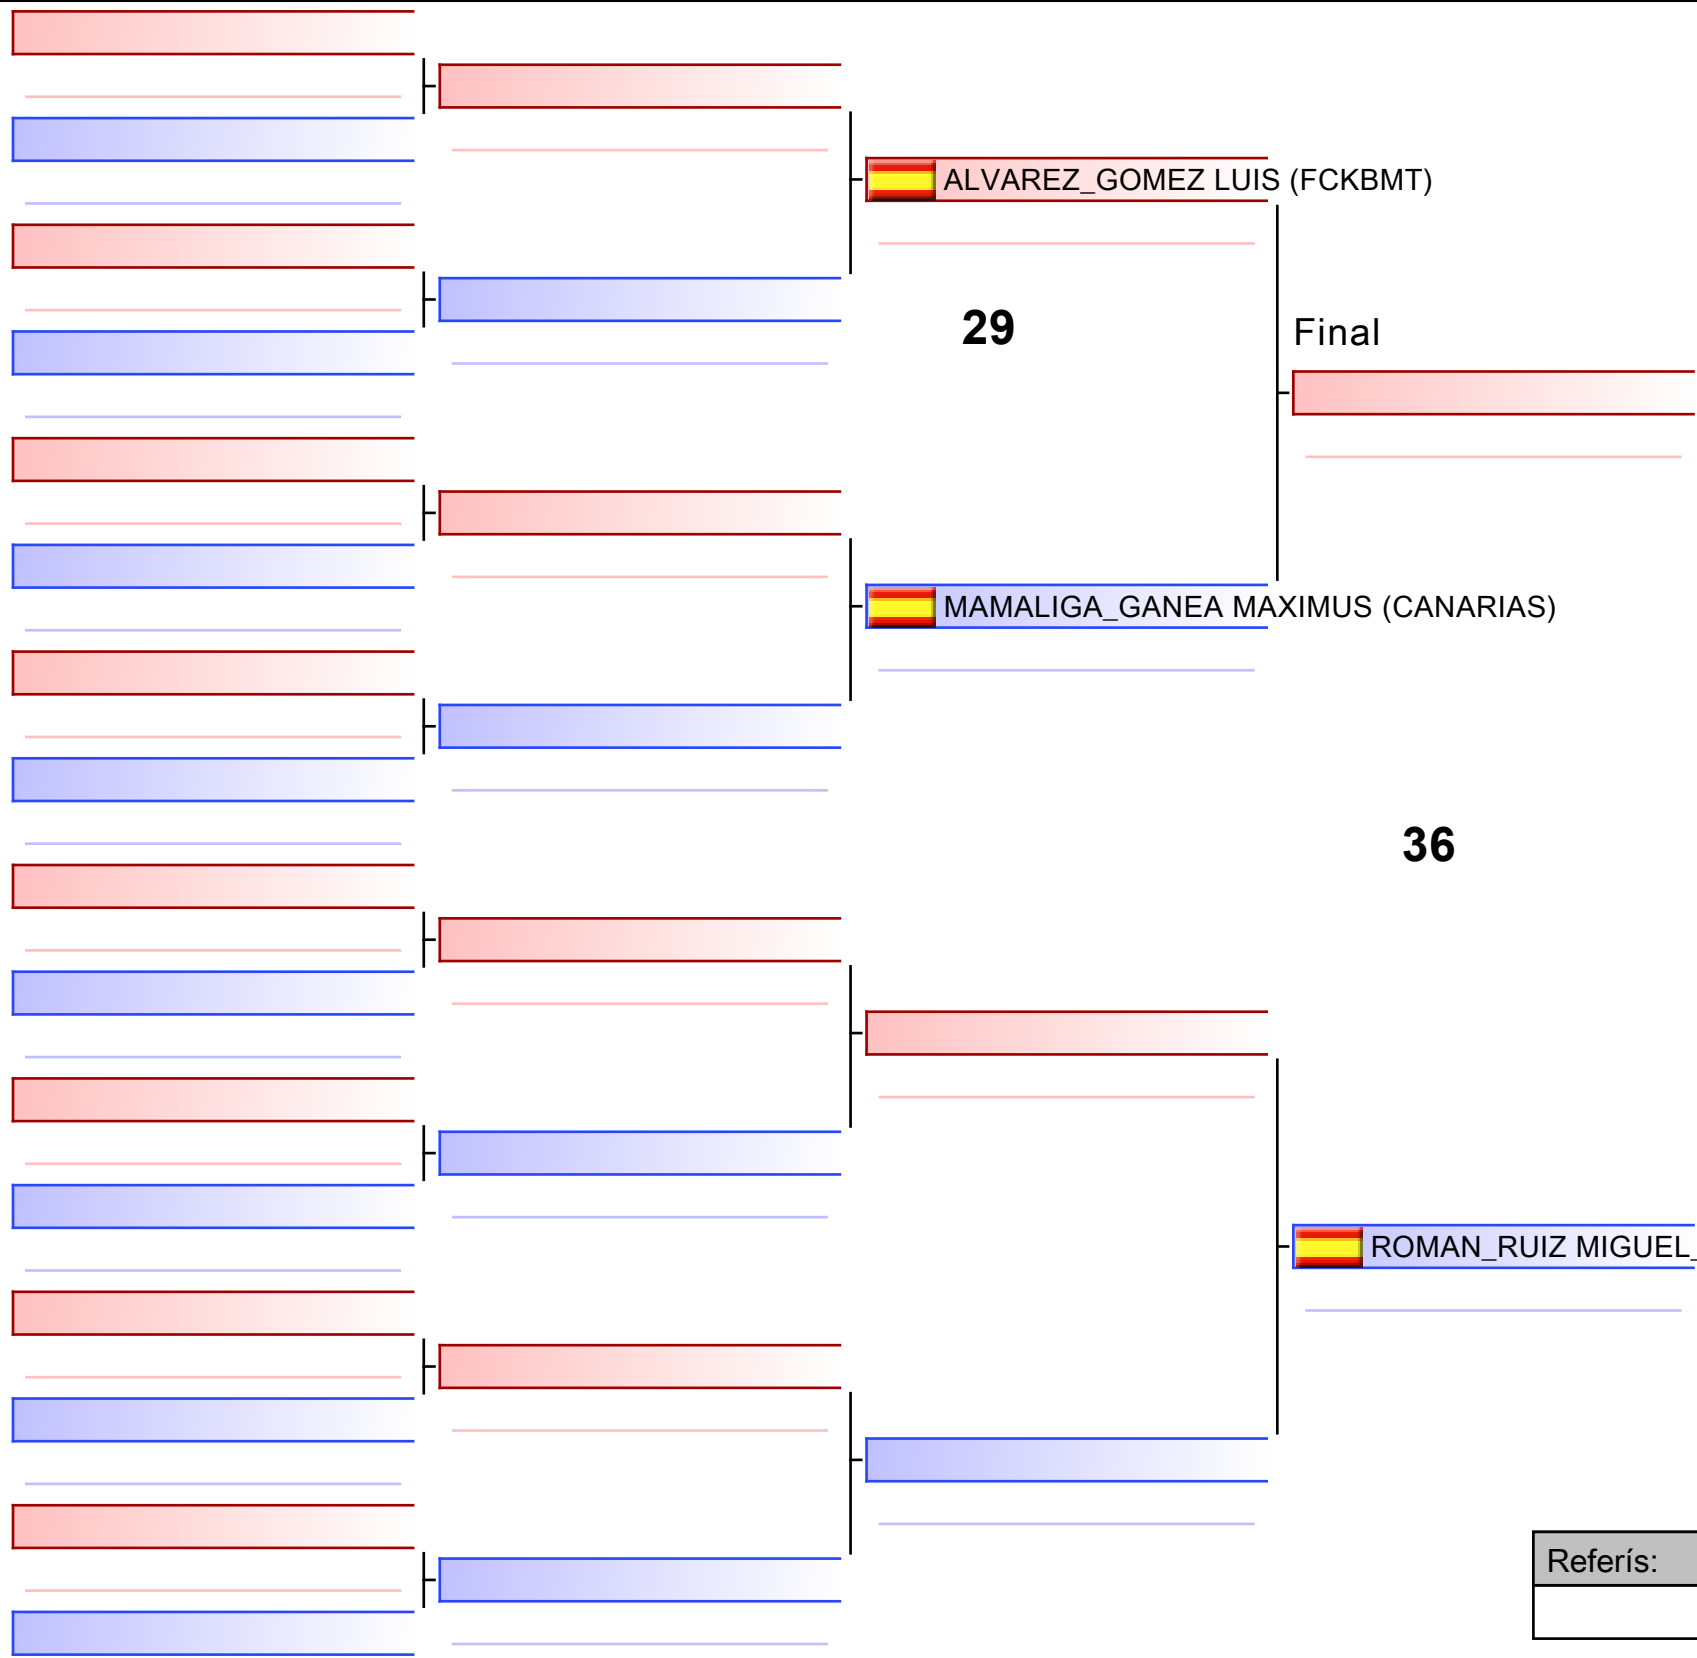 ALVAREZ_GOMEZ LUIS (FCKBMT)
29
Final
MAMALIGA_GANEA MAXIMUS (CANARIAS)
36
ROMAN_RUIZ MIGUEL_
Referís: